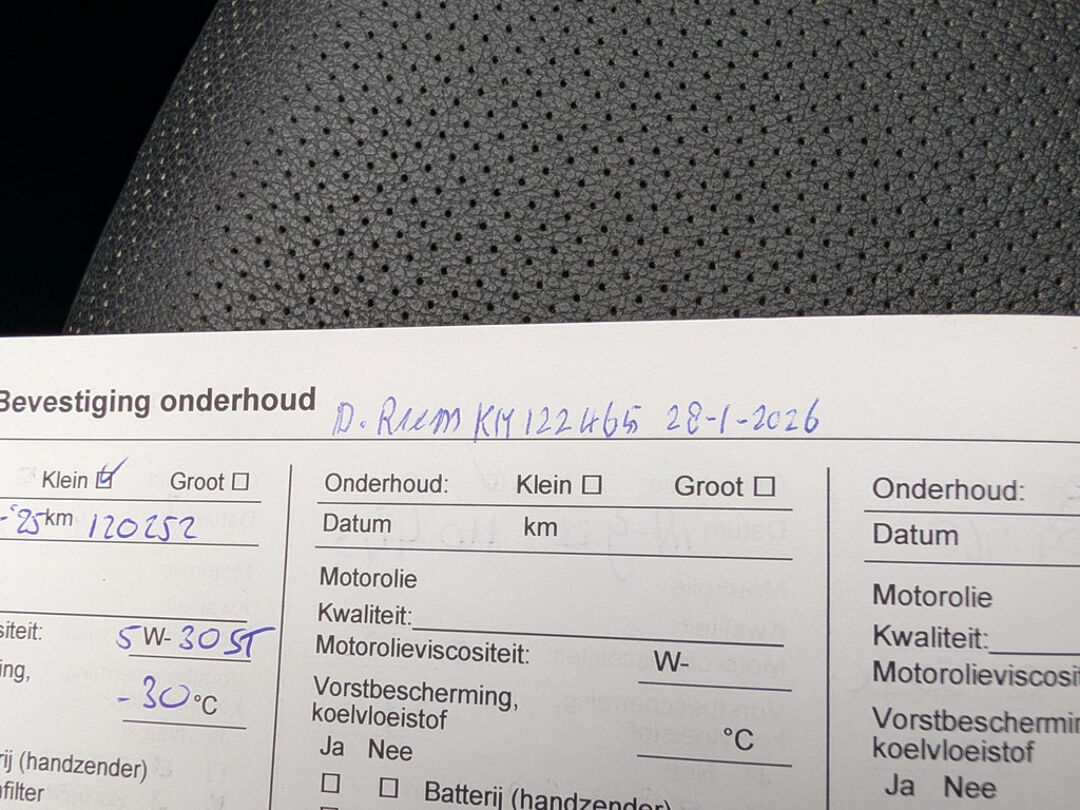 Bevestiging onderhoud D. Riem KM 122465 28-1-2026
Klein Groot
-'25 km 120252
siteit: 5 W- 30 ST
ing,
-30 °C
rij (handzender)
nfilter
Onderhoud: Klein Groot
Datum km
Motorolie
Kwaliteit:
Motorolieviscositeit: W-
Vorstbescherming,
koelvloeistof °C
Ja Nee
Batterij (handzender)
Onderhoud:
Datum
Motorolie
Kwaliteit:
Motorolieviscosit
Vorstbeschermin
koelvloeistof
Ja Nee